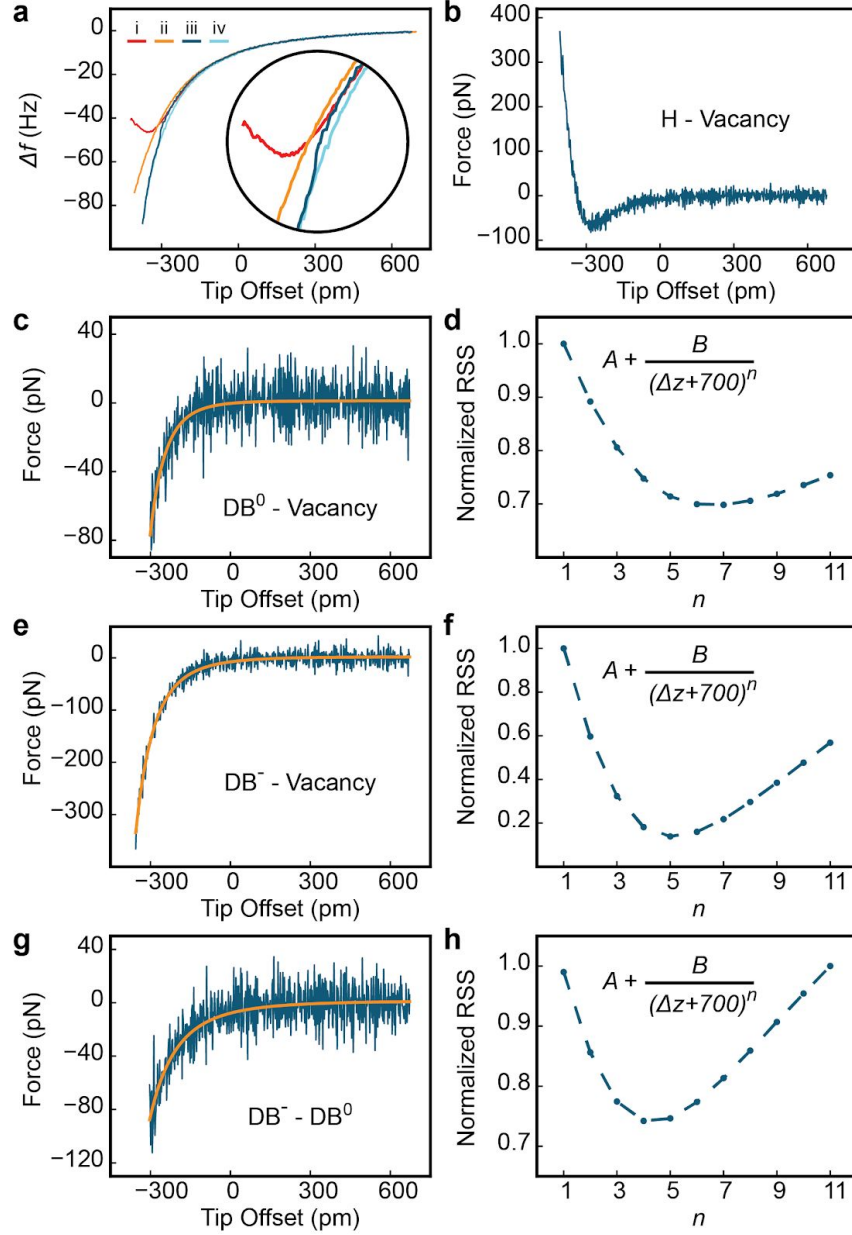 a
i ii iii iv
0
−20
−40
−60
−80
Δf (Hz)
−300 0 300 600
Tip Offset (pm)
b
400
300
200
100
0
−100
Force (pN)
H - Vacancy
−300 0 300 600
Tip Offset (pm)
c
40
0
−40
−80
Force (pN)
DB⁰ - Vacancy
−300 0 300 600
Tip Offset (pm)
d
1.0
0.9
0.8
0.7
Normalized RSS
A + B
(Δz+700)ⁿ
1 3 5 7 9 11
n
e
0
−100
−200
−300
Force (pN)
DB⁻ - Vacancy
−300 0 300 600
Tip Offset (pm)
f
1.0
0.8
0.6
0.4
0.2
Normalized RSS
A + B
(Δz+700)ⁿ
1 3 5 7 9 11
n
g
40
0
−40
−80
−120
Force (pN)
DB⁻ - DB⁰
−300 0 300 600
Tip Offset (pm)
h
1.0
0.9
0.8
0.7
Normalized RSS
A + B
(Δz+700)ⁿ
1 3 5 7 9 11
n